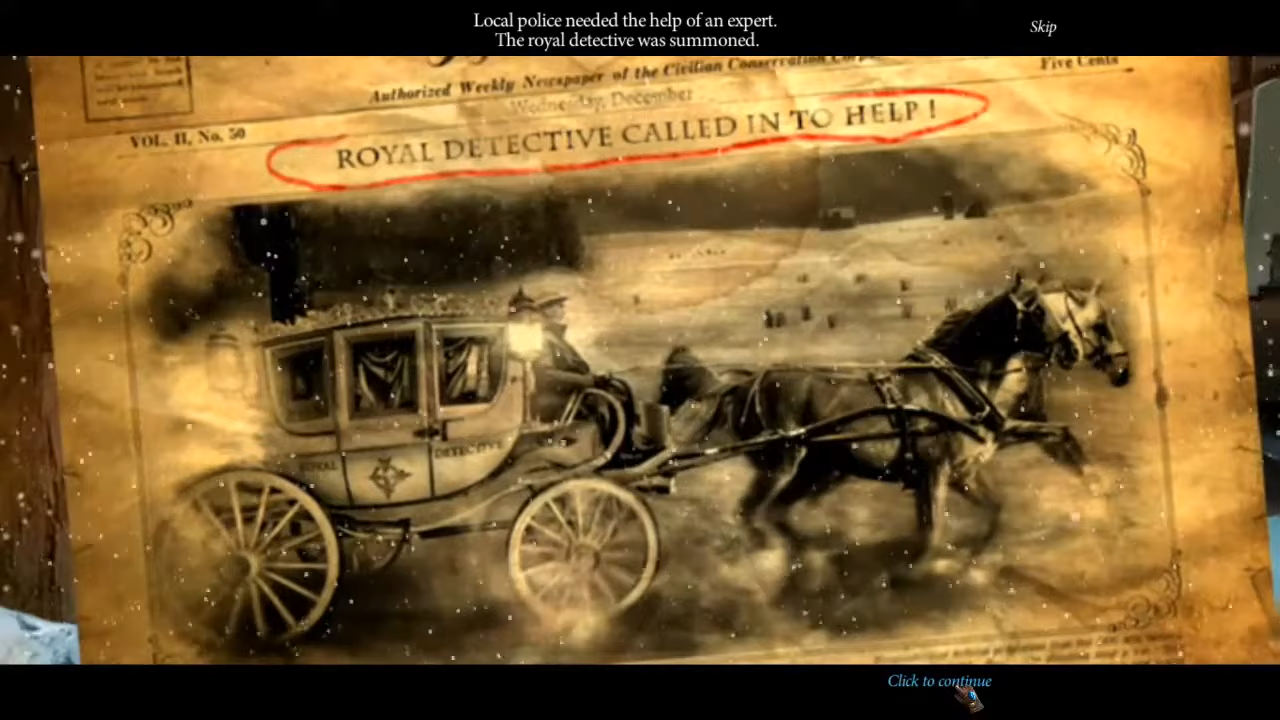 Local police needed the help of an expert.
The royal detective was summoned.
Skip
Authorized Weekly Newspaper of the Civilian Conservation
Five Cents
Wednesday, December
VOL. II, No. 50
ROYAL DETECTIVE CALLED IN TO HELP !
ROYAL
DETECTIVE
Click to continue